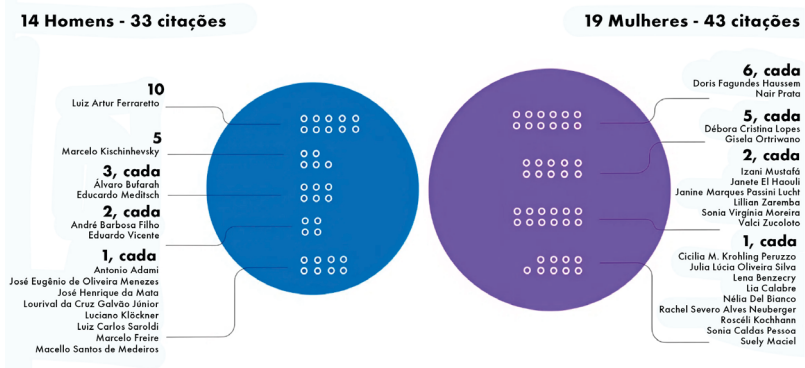 14 Homens - 33 citações
10
Luiz Artur Ferraretto
5
Marcelo Kischinhevsky
3, cada
Álvaro Bufarah
Educardo Meditsch
2, cada
André Barbosa Filho
Eduardo Vicente
1, cada
Antonio Adami
José Eugênio de Oliveira Menezes
José Henrique da Mata
Lourival da Cruz Galvão Júnior
Luciano Klöckner
Luiz Carlos Saroldi
Marcelo Freire
Macello Santos de Medeiros
19 Mulheres - 43 citações
6, cada
Doris Fagundes Haussem
Nair Prata
5, cada
Débora Cristina Lopes
Gisela Ortriwano
2, cada
Izani Mustafá
Janete El Haouli
Janine Marques Passini Lucht
Lillian Zaremba
Sonia Virgínia Moreira
Valci Zucoloto
1, cada
Cicilia M. Krohling Peruzzo
Julia Lúcia Oliveira Silva
Lena Benzecry
Lia Calabre
Nélia Del Bianco
Rachel Severo Alves Neuberger
Roscéli Kochhann
Sonia Caldas Pessoa
Suely Maciel